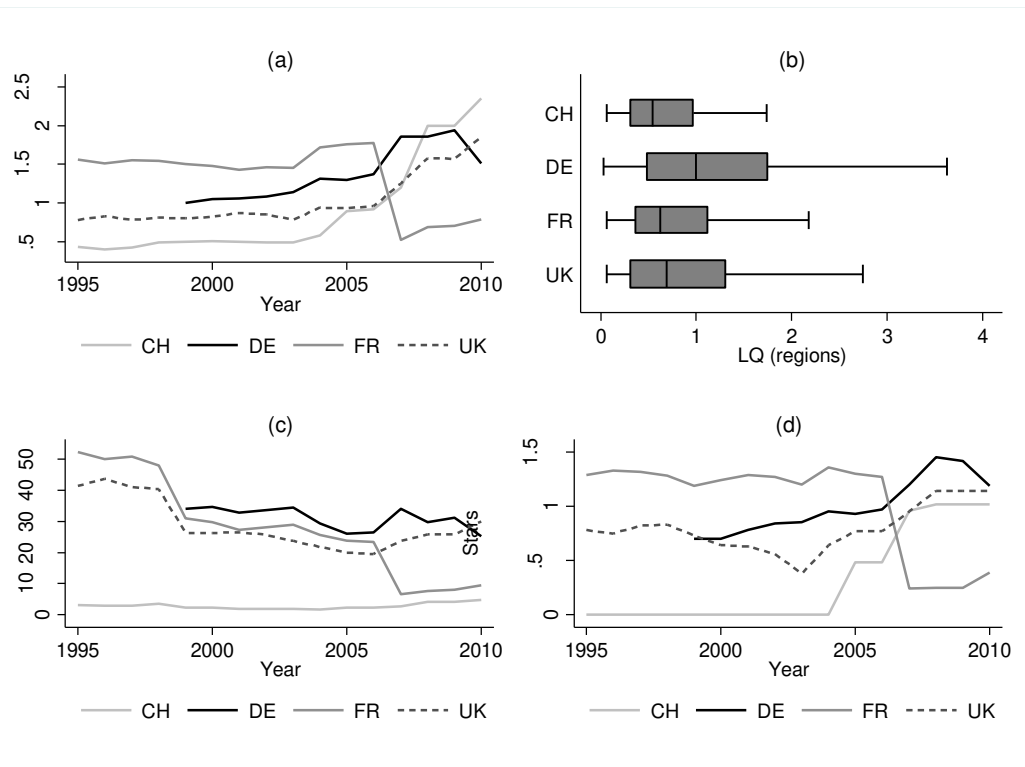 (a)
2.5
2
1.5
1
.5
1995 2000 2005 2010
Year
CH DE FR UK
(b)
CH
DE
FR
UK
0 1 2 3 4
LQ (regions)
(c)
50
40
30
20
10
0
1995 2000 2005 2010
Year
CH DE FR UK
(d)
Stars
1.5
1
.5
0
1995 2000 2005 2010
Year
CH DE FR UK